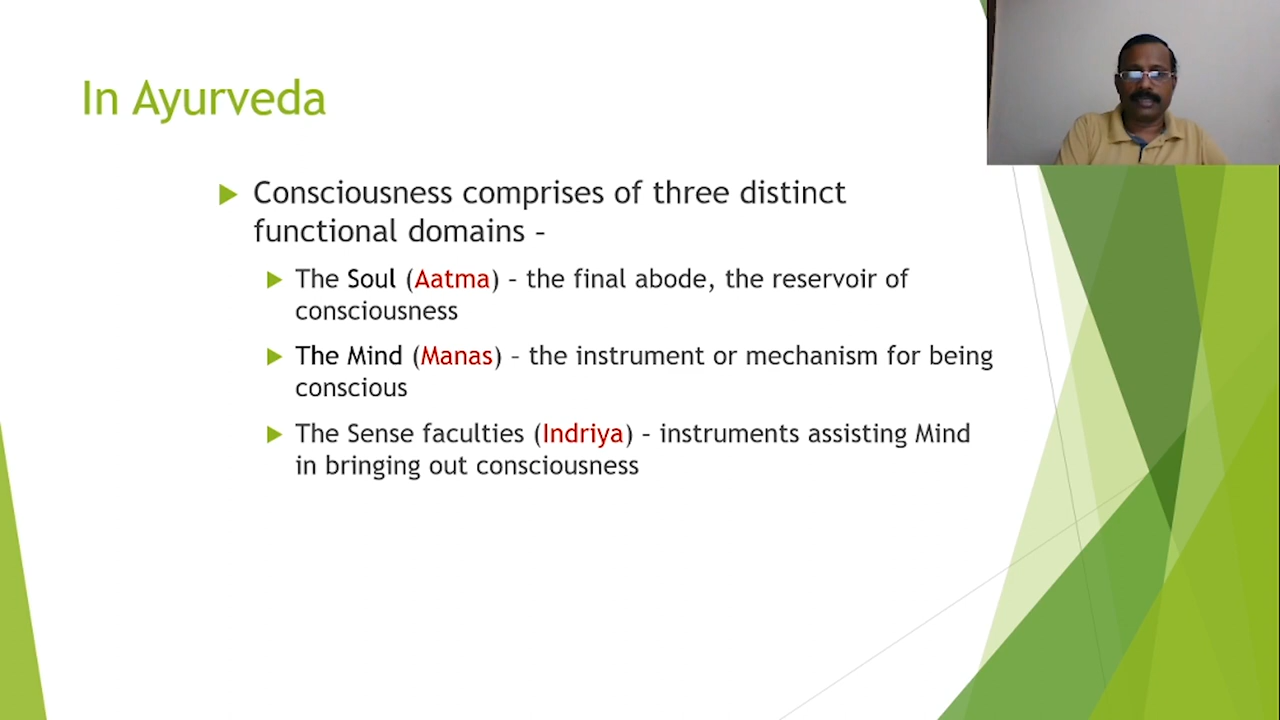 In Ayurveda
Consciousness comprises of three distinct
functional domains –
The Soul (Aatma) – the final abode, the reservoir of
consciousness
The Mind (Manas) – the instrument or mechanism for being
conscious
The Sense faculties (Indriya) – instruments assisting Mind
in bringing out consciousness